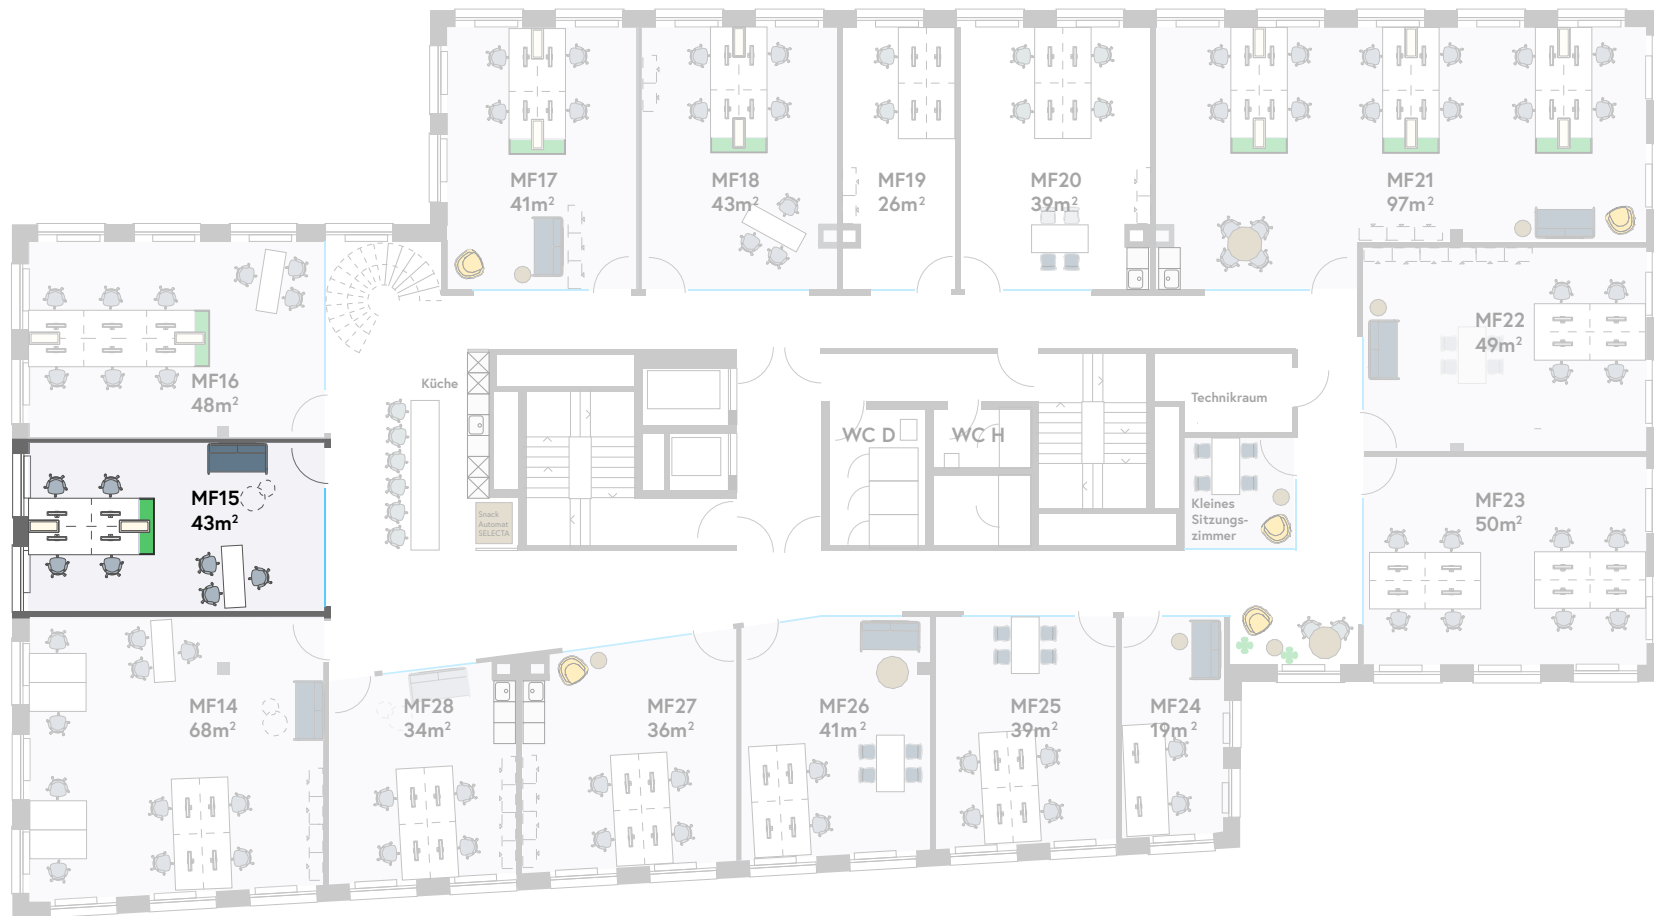 MF17
41m²
MF18
43m²
MF19
26m²
MF20
39m²
MF21
97m²
MF16
48m²
Küche
MF22
49m²
Technikraum
WC D
WC H
MF15
43m²
Snack
Automat
SELECTA
Kleines
Sitzungs-
zimmer
MF23
50m²
MF14
68m²
MF28
34m²
MF27
36m²
MF26
41m²
MF25
39m²
MF24
19m²